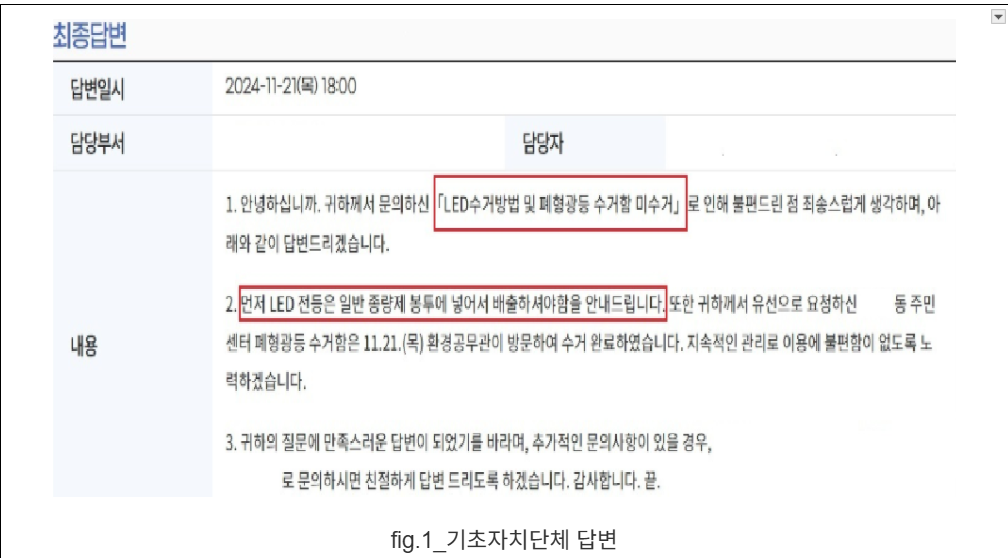 최종답변
답변일시 2024-11-21(목) 18:00
담당부서 담당자
1. 안녕하십니까. 귀하께서 문의하신 「LED수거방법 및 폐형광등 수거함 미수거」로 인해 불편드린 점 죄송스럽게 생각하며, 아
래와 같이 답변드리겠습니다.
2. 먼저 LED 전등은 일반 종량제 봉투에 넣어서 배출하셔야함을 안내드립니다. 또한 귀하께서 유선으로 요청하신 동 주민
내용
센터 폐형광등 수거함은 11.21.(목) 환경공무관이 방문하여 수거 완료하였습니다. 지속적인 관리로 이용에 불편함이 없도록 노
력하겠습니다.
3. 귀하의 질문에 만족스러운 답변이 되었기를 바라며, 추가적인 문의사항이 있을 경우,
로 문의하시면 친절하게 답변 드리도록 하겠습니다. 감사합니다. 끝.
fig.1_기초자치단체 답변